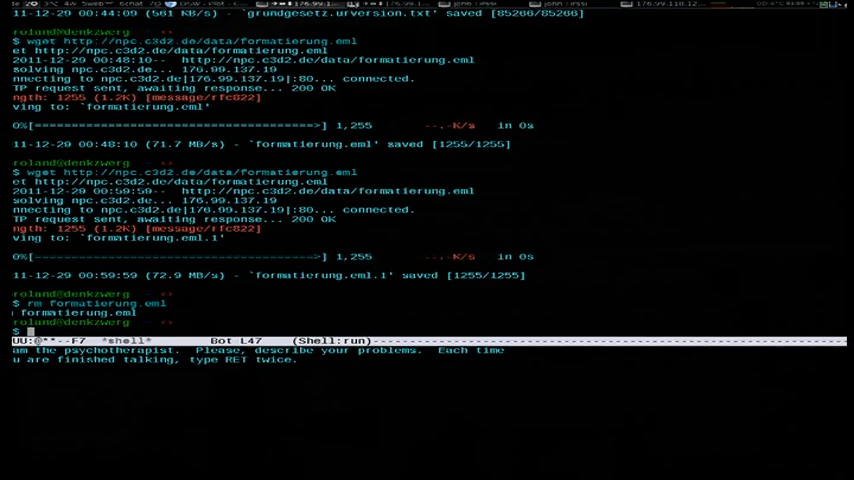 11-12-29 00:44:09 (561 KB/s) - `grundgesetz.urversion.txt' saved [85266/85266]
roland@denkzwerg ~ <>
$ wget http://npc.c3d2.de/data/formatierung.eml
et http://npc.c3d2.de/data/formatierung.eml
2011-12-29 00:48:10-- http://npc.c3d2.de/data/formatierung.eml
solving npc.c3d2.de... 176.99.137.19
nnecting to npc.c3d2.de|176.99.137.19|:80... connected.
TP request sent, awaiting response... 200 OK
ngth: 1255 (1.2K) [message/rfc822]
ving to: `formatierung.eml'
0%[======================================>] 1,255 --.-K/s in 0s
11-12-29 00:48:10 (71.7 MB/s) - `formatierung.eml' saved [1255/1255]
roland@denkzwerg ~ <>
$ wget http://npc.c3d2.de/data/formatierung.eml
et http://npc.c3d2.de/data/formatierung.eml
2011-12-29 00:59:59-- http://npc.c3d2.de/data/formatierung.eml
solving npc.c3d2.de... 176.99.137.19
nnecting to npc.c3d2.de|176.99.137.19|:80... connected.
TP request sent, awaiting response... 200 OK
ngth: 1255 (1.2K) [message/rfc822]
ving to: `formatierung.eml.1'
0%[======================================>] 1,255 --.-K/s in 0s
11-12-29 00:59:59 (72.9 MB/s) - `formatierung.eml.1' saved [1255/1255]
roland@denkzwerg ~ <>
$ rm formatierung.eml
formatierung.eml
roland@denkzwerg ~ <>
$
UU:@**--F7 *shell* Bot L47 (Shell:run)
am the psychotherapist. Please, describe your problems. Each time
u are finished talking, type RET twice.